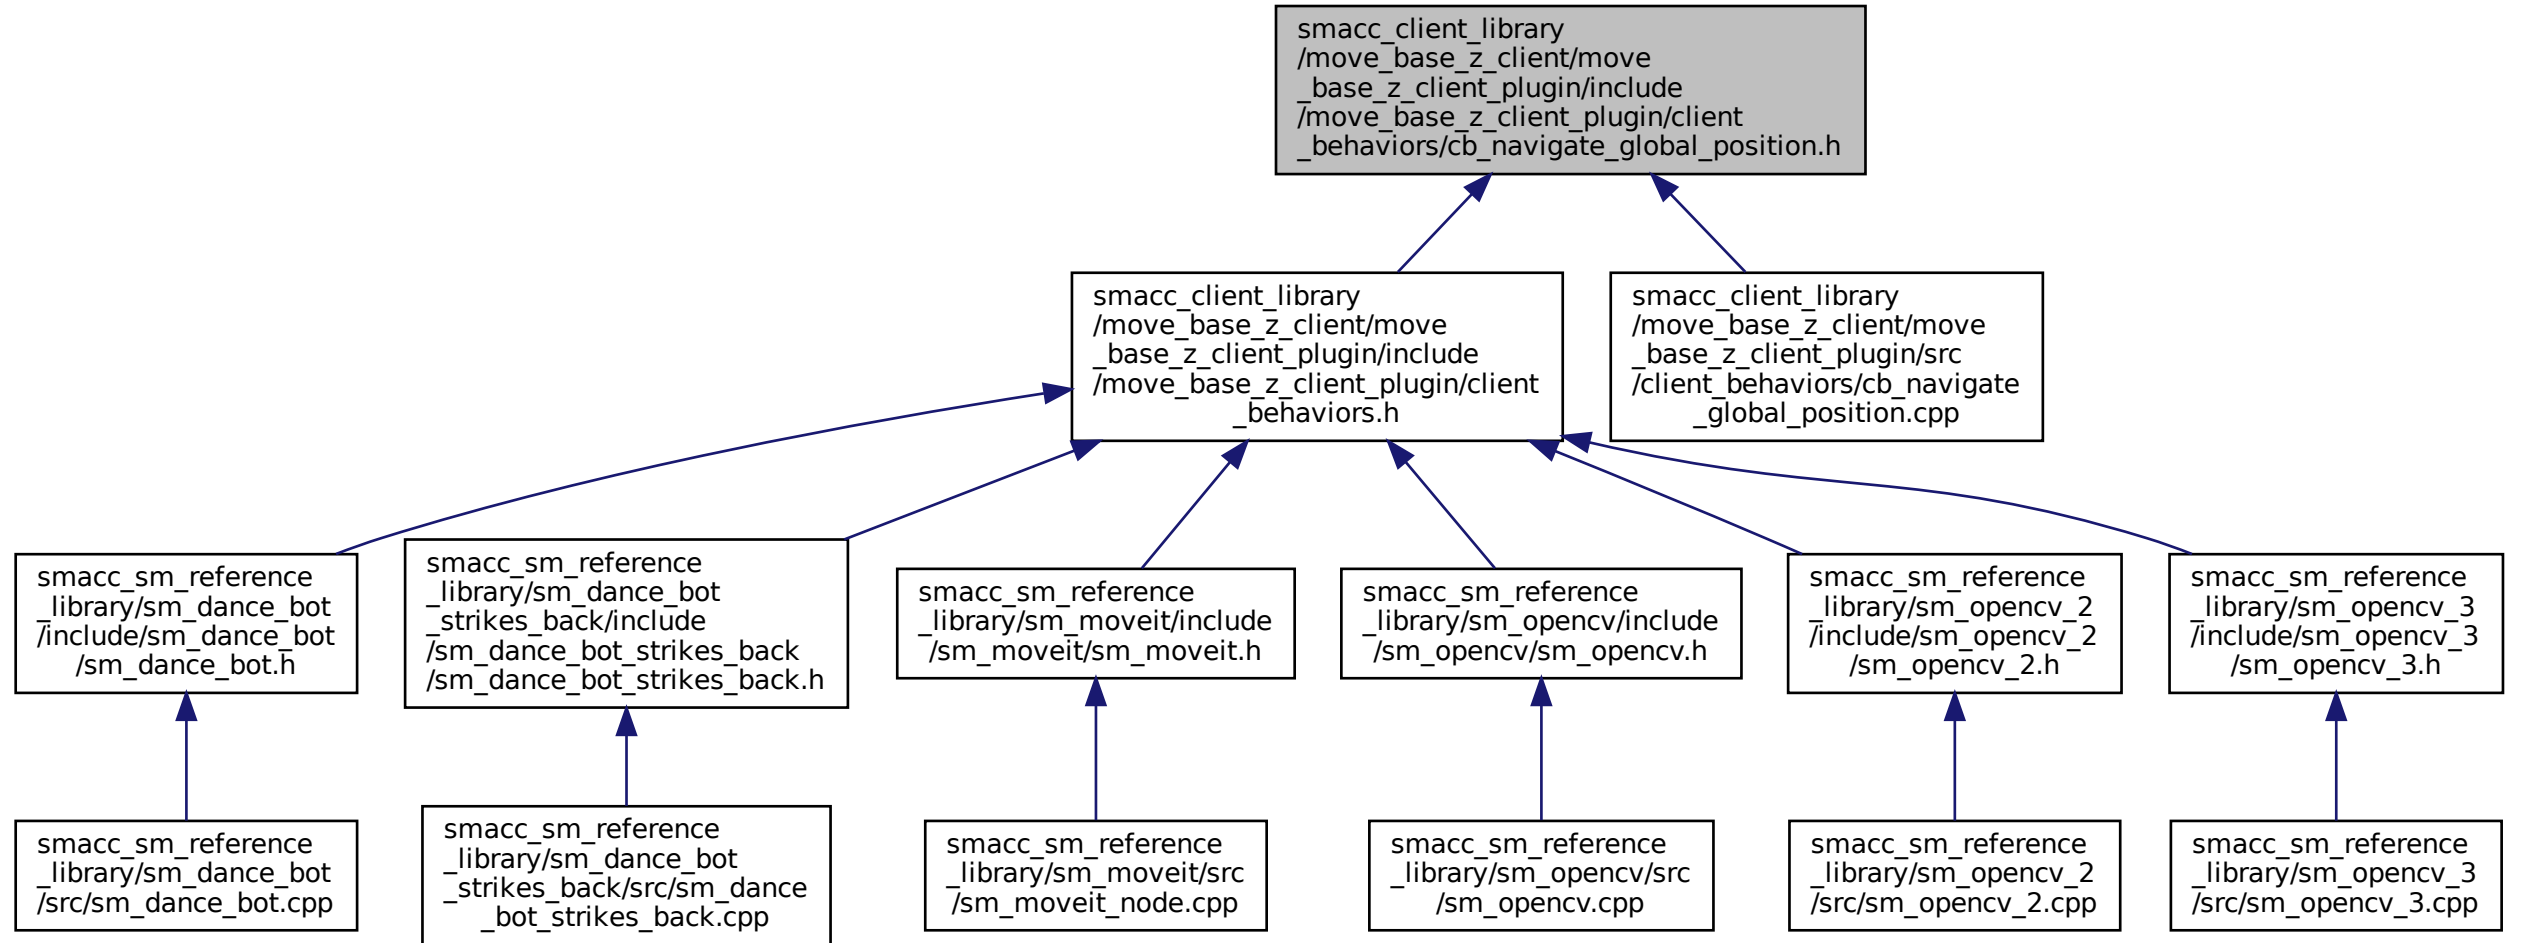 smacc_client_library
/move_base_z_client/move
_base_z_client_plugin/include
/move_base_z_client_plugin/client
_behaviors/cb_navigate_global_position.h
smacc_client_library
/move_base_z_client/move
_base_z_client_plugin/include
/move_base_z_client_plugin/client
_behaviors.h
smacc_client_library
/move_base_z_client/move
_base_z_client_plugin/src
/client_behaviors/cb_navigate
_global_position.cpp
smacc_sm_reference
_library/sm_dance_bot
/include/sm_dance_bot
/sm_dance_bot.h
smacc_sm_reference
_library/sm_dance_bot
_strikes_back/include
/sm_dance_bot_strikes_back
/sm_dance_bot_strikes_back.h
smacc_sm_reference
_library/sm_moveit/include
/sm_moveit/sm_moveit.h
smacc_sm_reference
_library/sm_opencv/include
/sm_opencv/sm_opencv.h
smacc_sm_reference
_library/sm_opencv_2
/include/sm_opencv_2
/sm_opencv_2.h
smacc_sm_reference
_library/sm_opencv_3
/include/sm_opencv_3
/sm_opencv_3.h
smacc_sm_reference
_library/sm_dance_bot
/src/sm_dance_bot.cpp
smacc_sm_reference
_library/sm_dance_bot
_strikes_back/src/sm_dance
_bot_strikes_back.cpp
smacc_sm_reference
_library/sm_moveit/src
/sm_moveit_node.cpp
smacc_sm_reference
_library/sm_opencv/src
/sm_opencv.cpp
smacc_sm_reference
_library/sm_opencv_2
/src/sm_opencv_2.cpp
smacc_sm_reference
_library/sm_opencv_3
/src/sm_opencv_3.cpp